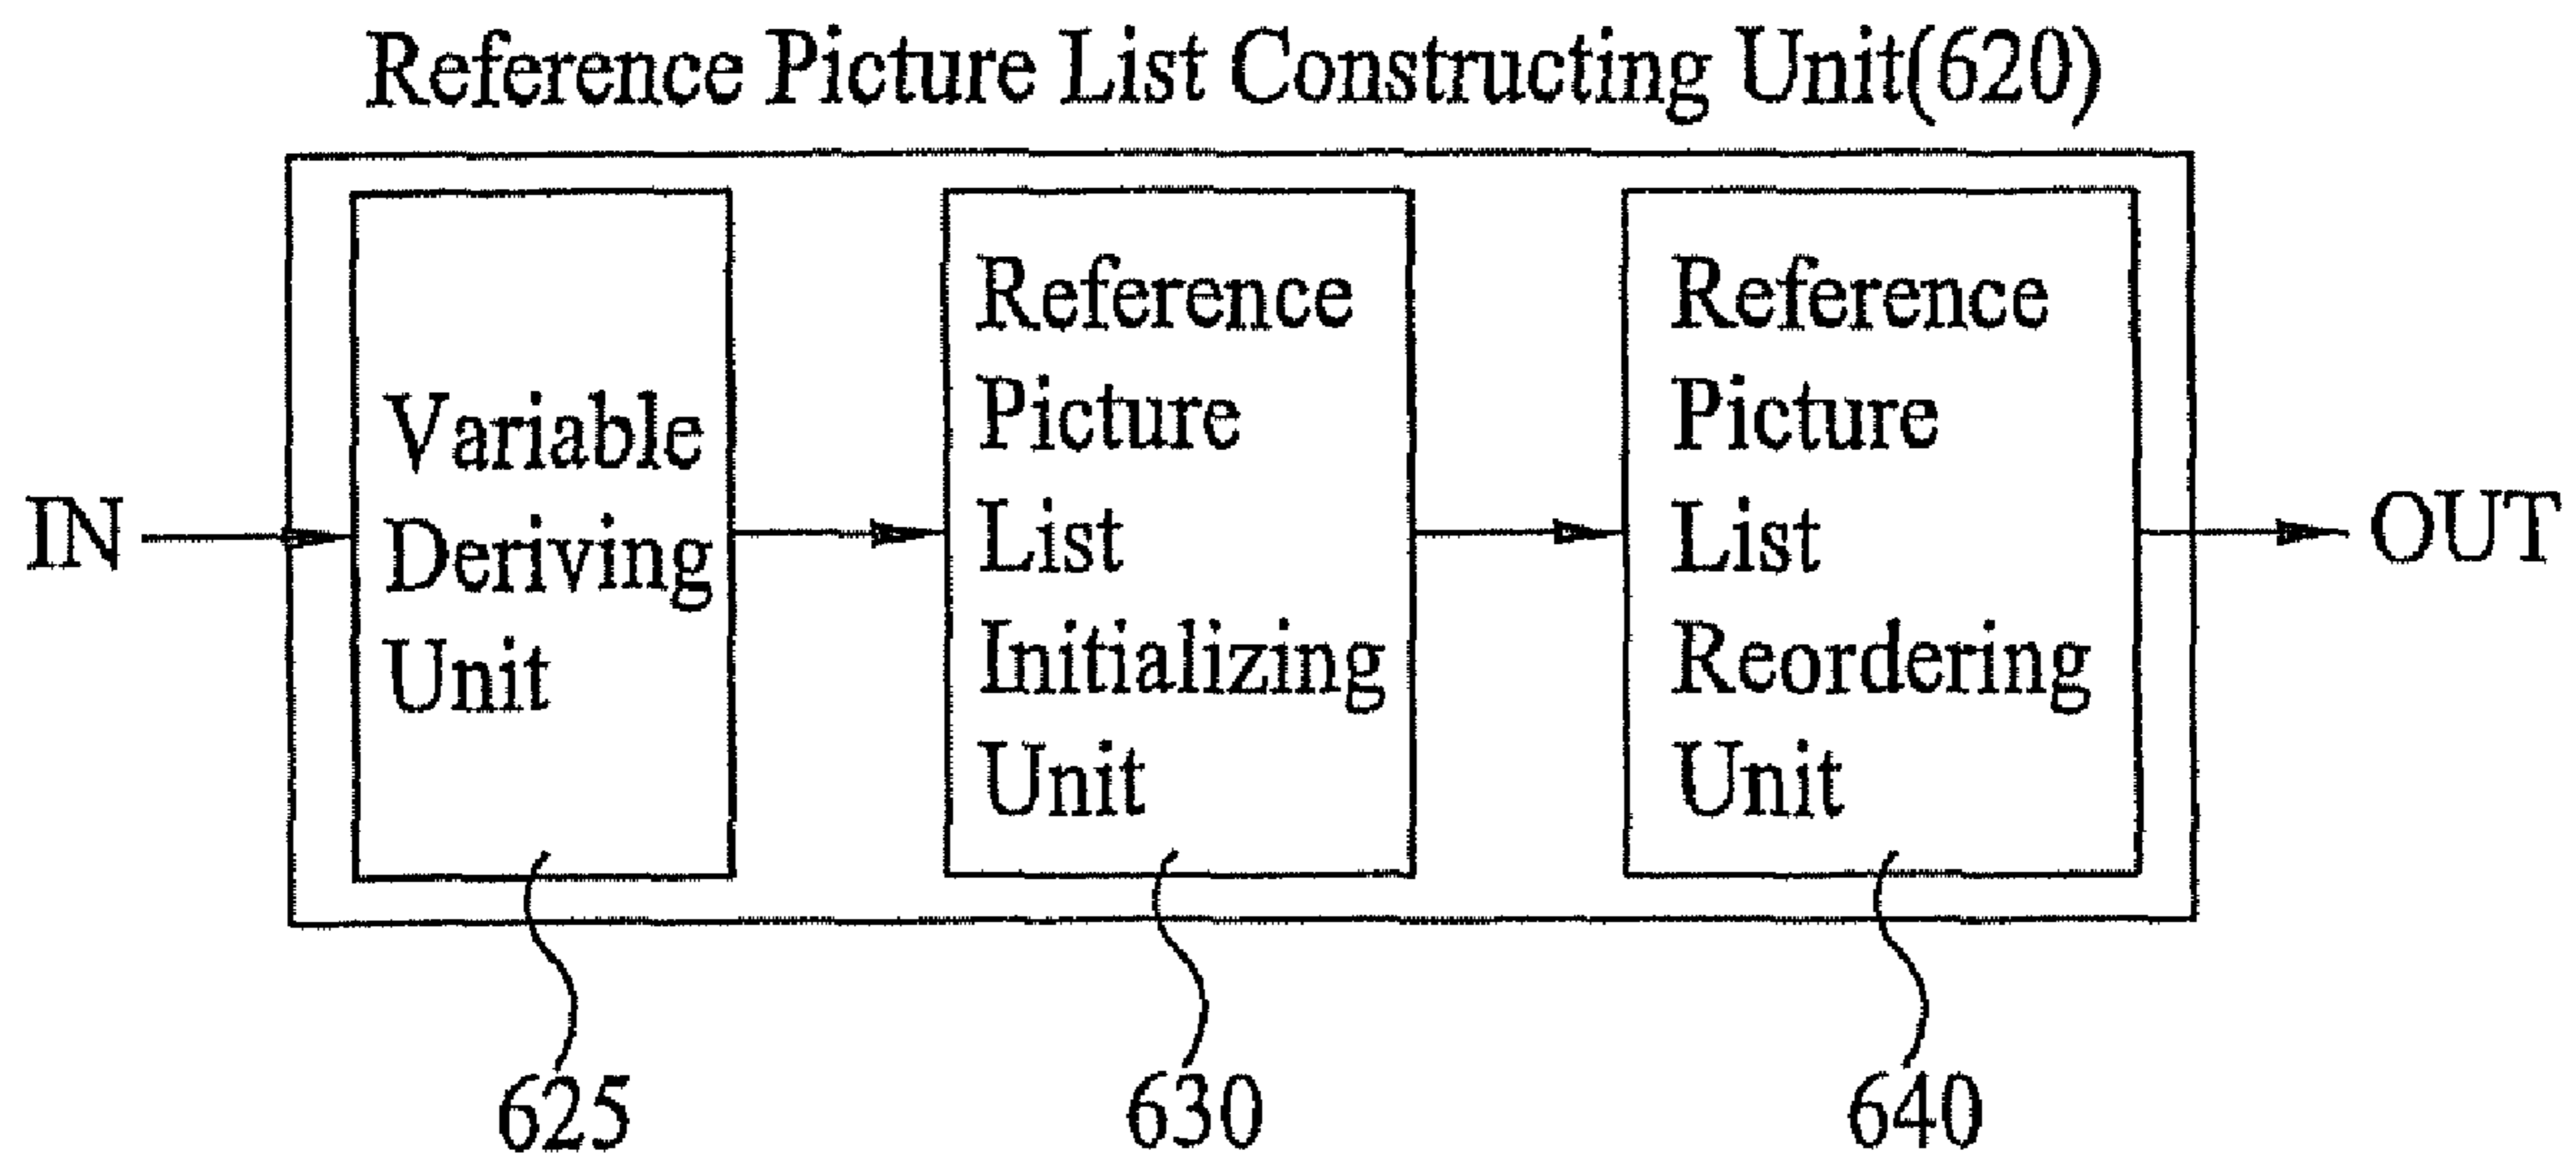 Reference Picture List Constructing Unit(620)
IN
Variable
Deriving
Unit
Reference
Picture
List
Initializing
Unit
Reference
Picture
List
Reordering
Unit
OUT
625
630
640